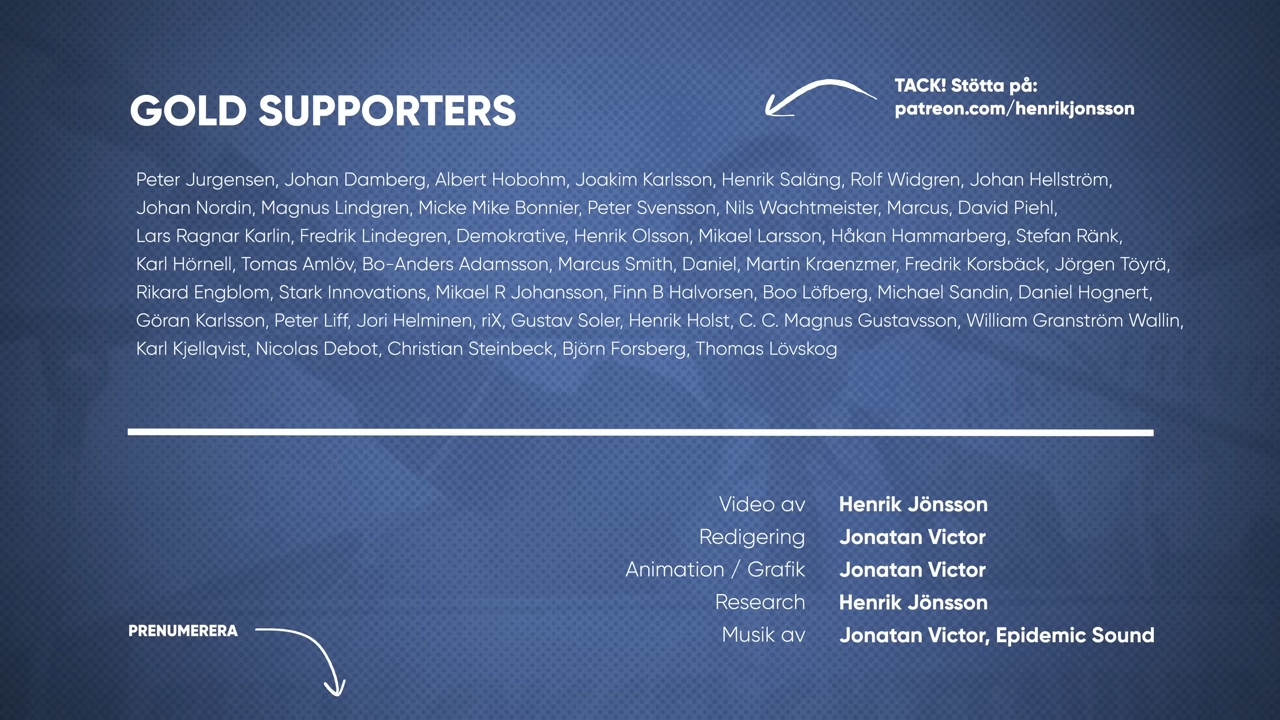 GOLD SUPPORTERS
TACK! Stötta på:
patreon.com/henrikjonsson
Peter Jurgensen, Johan Damberg, Albert Hobohm, Joakim Karlsson, Henrik Saläng, Rolf Widgren, Johan Hellström,
Johan Nordin, Magnus Lindgren, Micke Mike Bonnier, Peter Svensson, Nils Wachtmeister, Marcus, David Piehl,
Lars Ragnar Karlin, Fredrik Lindegren, Demokrative, Henrik Olsson, Mikael Larsson, Håkan Hammarberg, Stefan Ränk,
Karl Hörnell, Tomas Amlöv, Bo-Anders Adamsson, Marcus Smith, Daniel, Martin Kraenzmer, Fredrik Korsbäck, Jörgen Töyrä,
Rikard Engblom, Stark Innovations, Mikael R Johansson, Finn B Halvorsen, Boo Löfberg, Michael Sandin, Daniel Hognert,
Göran Karlsson, Peter Liff, Jori Helminen, riX, Gustav Soler, Henrik Holst, C. C. Magnus Gustavsson, William Granström Wallin,
Karl Kjellqvist, Nicolas Debot, Christian Steinbeck, Björn Forsberg, Thomas Lövskog
Video av Henrik Jönsson
Redigering Jonatan Victor
Animation / Grafik Jonatan Victor
Research Henrik Jönsson
Musik av Jonatan Victor, Epidemic Sound
PRENUMERERA